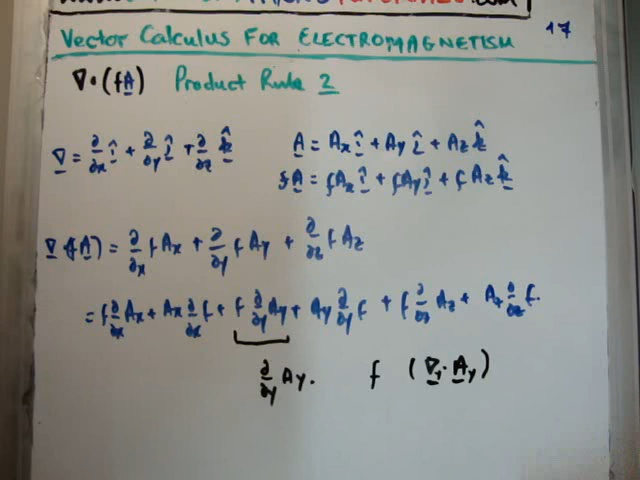 Vector Calculus FOR ELECTROMAGNETISM 17
∇•(fA) Product Rule 2
∇ = ∂/∂x î + ∂/∂y ĵ + ∂/∂z k̂ A = Ax î + Ay ĵ + Az k̂
fA = fAx î + fAy ĵ + fAz k̂
∇·(fA) = ∂/∂x fAx + ∂/∂y fAy + ∂/∂z fAz
= f ∂/∂x Ax + Ax ∂/∂x f + f ∂/∂y Ay + Ay ∂/∂y f + f ∂/∂z Az + Az ∂/∂z f.
∂/∂y Ay. f (∇y · Ay)